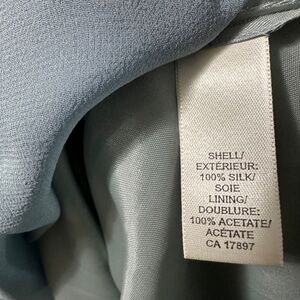 SHELL/
EXTÉRIEUR:
100% SILK/
SOIE
LINING/
DOUBLURE:
100% ACETATE/
ACÉTATE
CA 17897